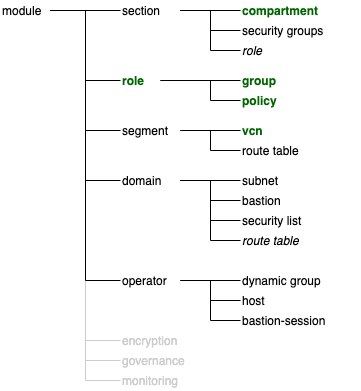 module section compartment
security groups
role
role group
policy
segment vcn
route table
domain subnet
bastion
security list
route table
operator dynamic group
host
bastion-session
encryption
governance
monitoring